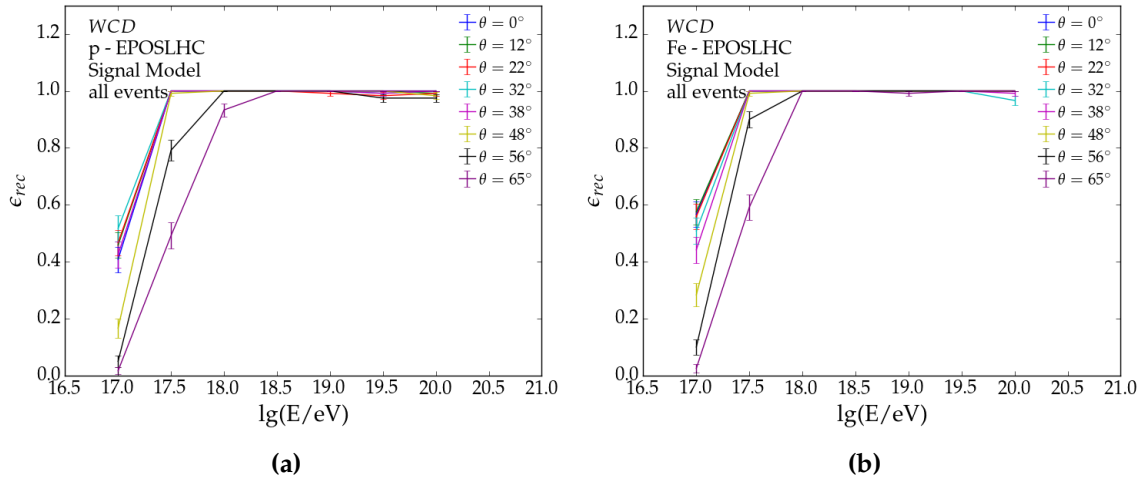 WCD
p - EPOSLHC
Signal Model
all events
θ = 0°
θ = 12°
θ = 22°
θ = 32°
θ = 38°
θ = 48°
θ = 56°
θ = 65°
1.2
1.0
0.8
0.6
0.4
0.2
0.0
ϵrec
16.5 17.0 17.5 18.0 18.5 19.0 19.5 20.0 20.5 21.0
lg(E/eV)
(a)
WCD
Fe - EPOSLHC
Signal Model
all events
θ = 0°
θ = 12°
θ = 22°
θ = 32°
θ = 38°
θ = 48°
θ = 56°
θ = 65°
1.2
1.0
0.8
0.6
0.4
0.2
0.0
ϵrec
16.5 17.0 17.5 18.0 18.5 19.0 19.5 20.0 20.5 21.0
lg(E/eV)
(b)